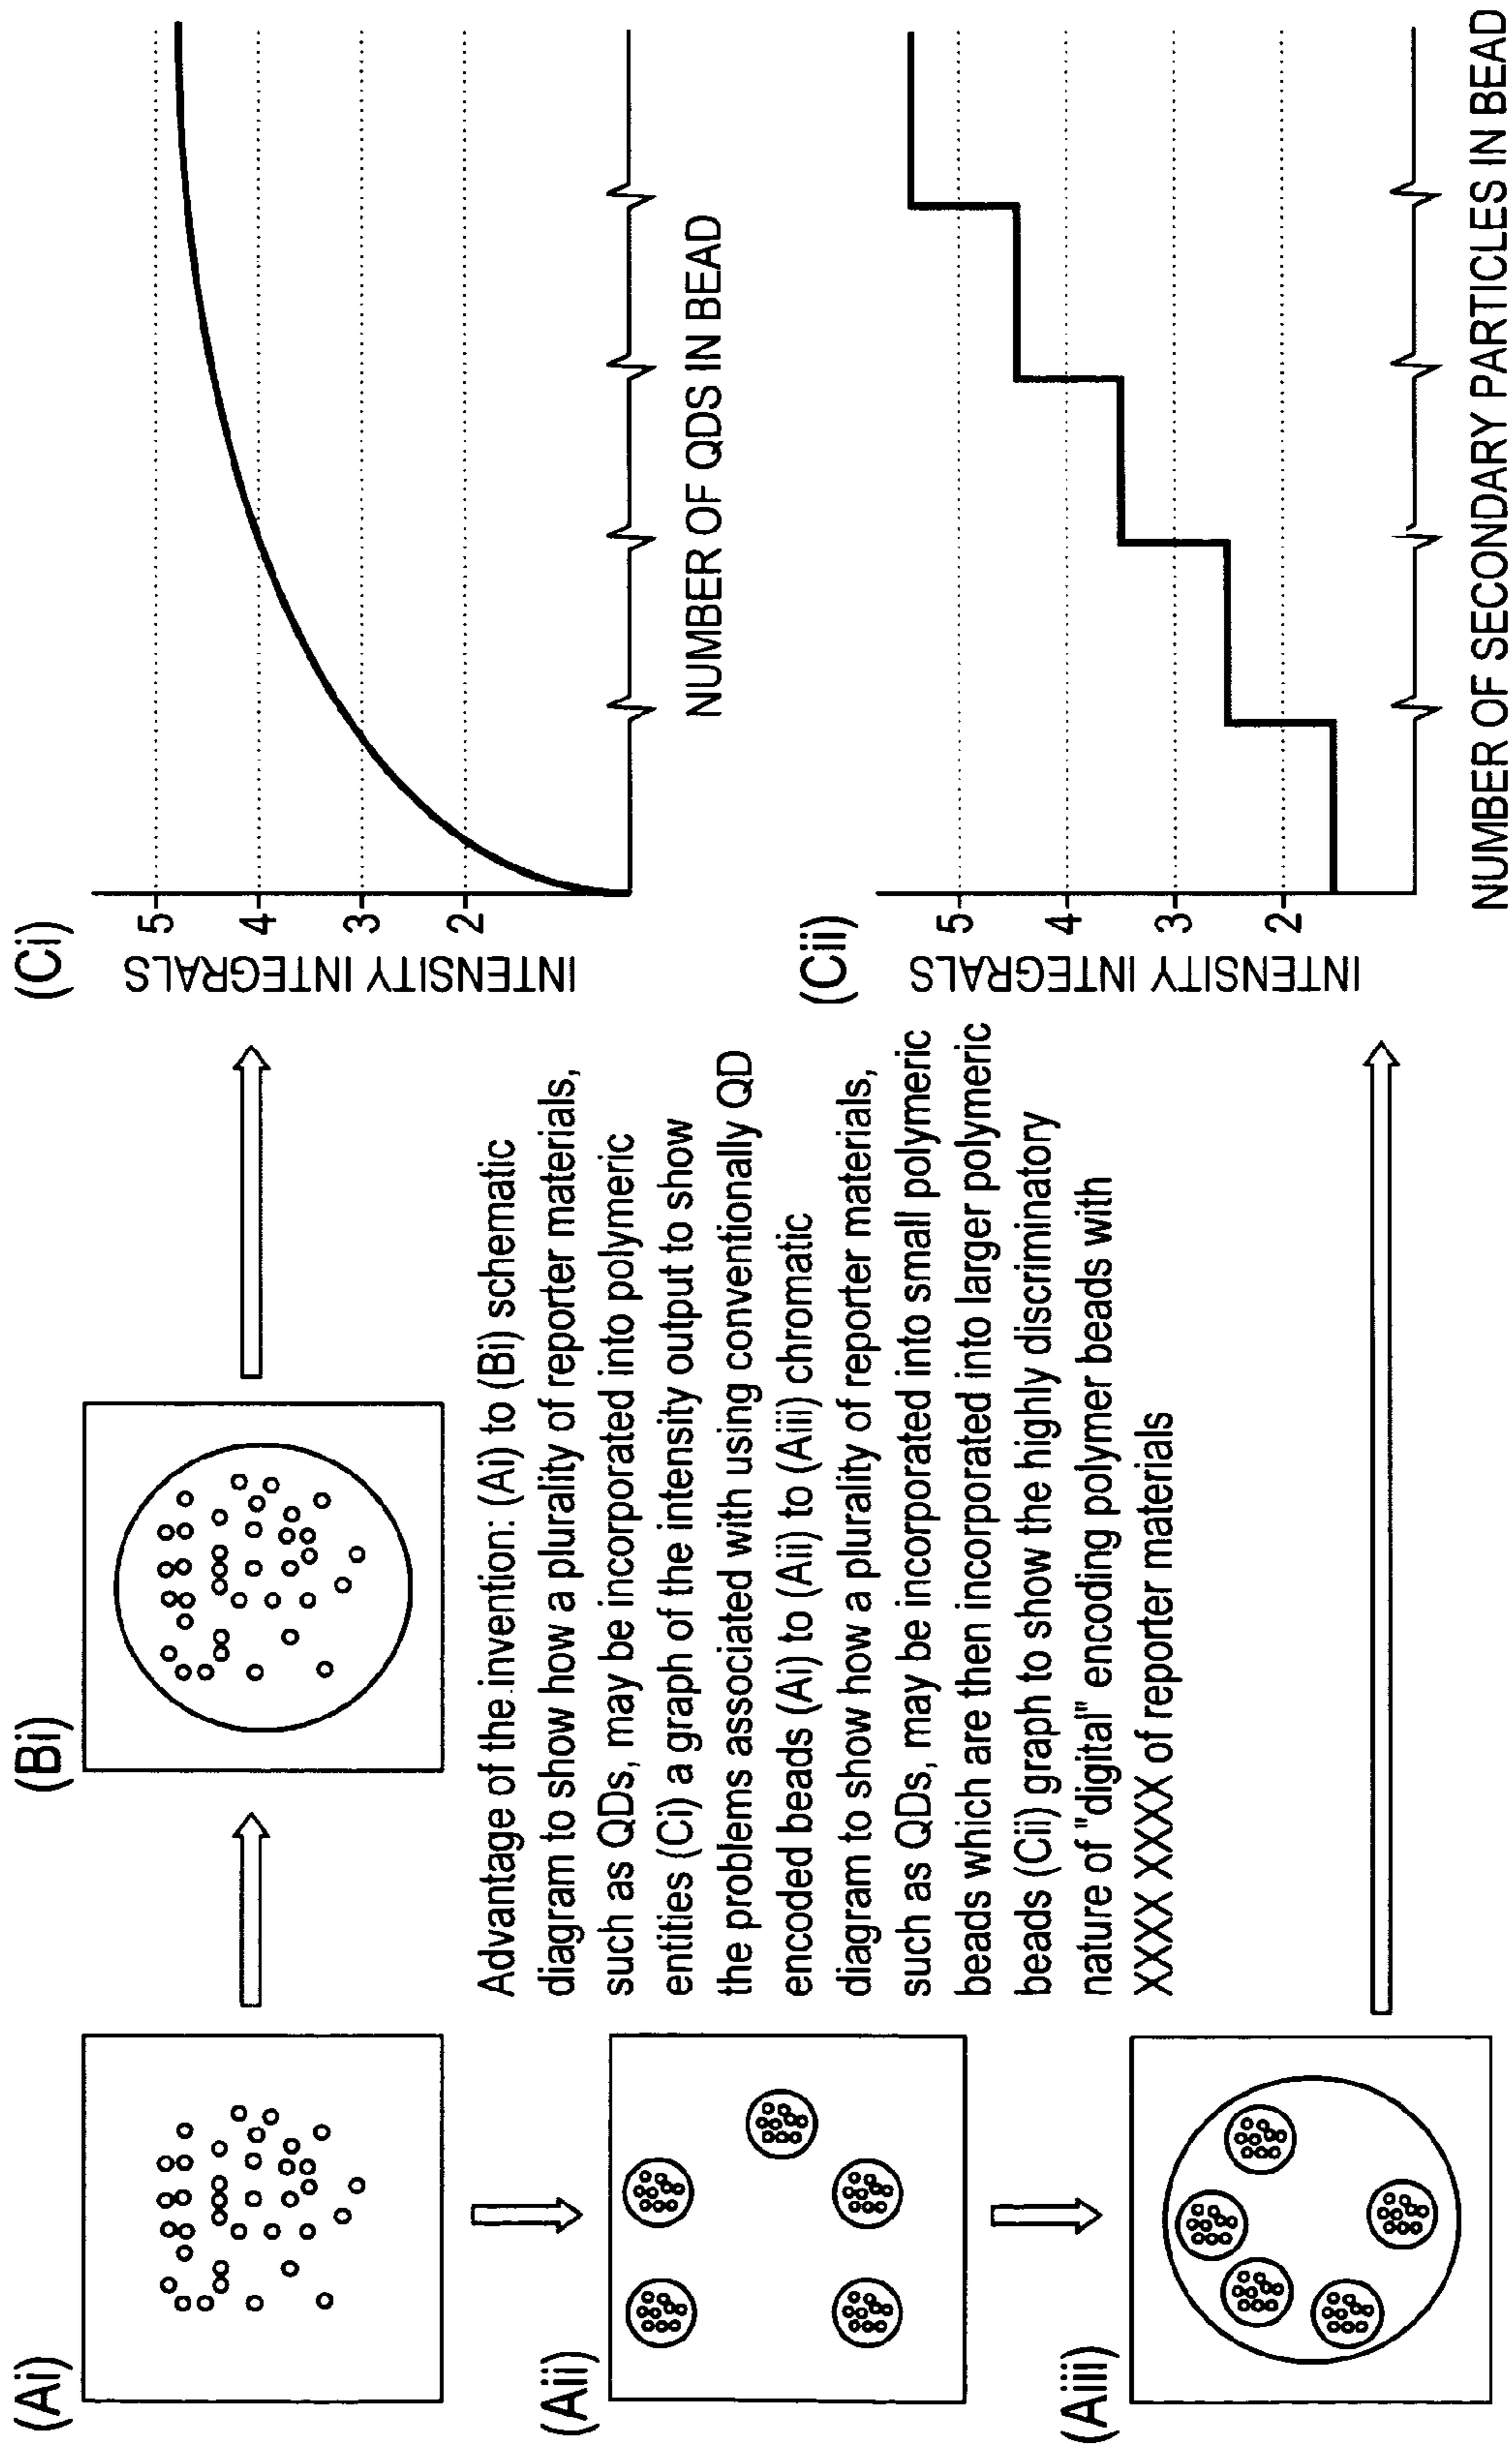 (Ai)
(Bi)
(Ci)
INTENSITY INTEGRALS
5
4
3
2
NUMBER OF QDS IN BEAD
Advantage of the invention: (Ai) to (Bi) schematic
diagram to show how a plurality of reporter materials,
such as QDs, may be incorporated into polymeric
entities (Ci) a graph of the intensity output to show
the problems associated with using conventionally QD
encoded beads (Ai) to (Aii) to (Aiii) chromatic
diagram to show how a plurality of reporter materials,
such as QDs, may be incorporated into small polymeric
beads which are then incorporated into larger polymeric
beads (Cii) graph to show the highly discriminatory
nature of "digital" encoding polymer beads with
XXXX XXXX of reporter materials
(Aii)
(Aiii)
(Cii)
INTENSITY INTEGRALS
5
4
3
2
NUMBER OF SECONDARY PARTICLES IN BEAD